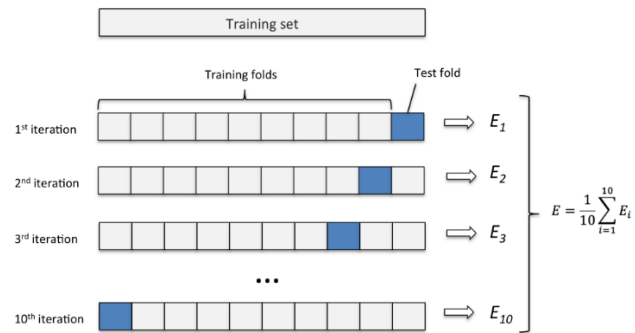 Training set
Training folds
Test fold
1st iteration
E1
2nd iteration
E2
3rd iteration
E3
E = 1/10 10∑i=1 Ei
...
10th iteration
E10